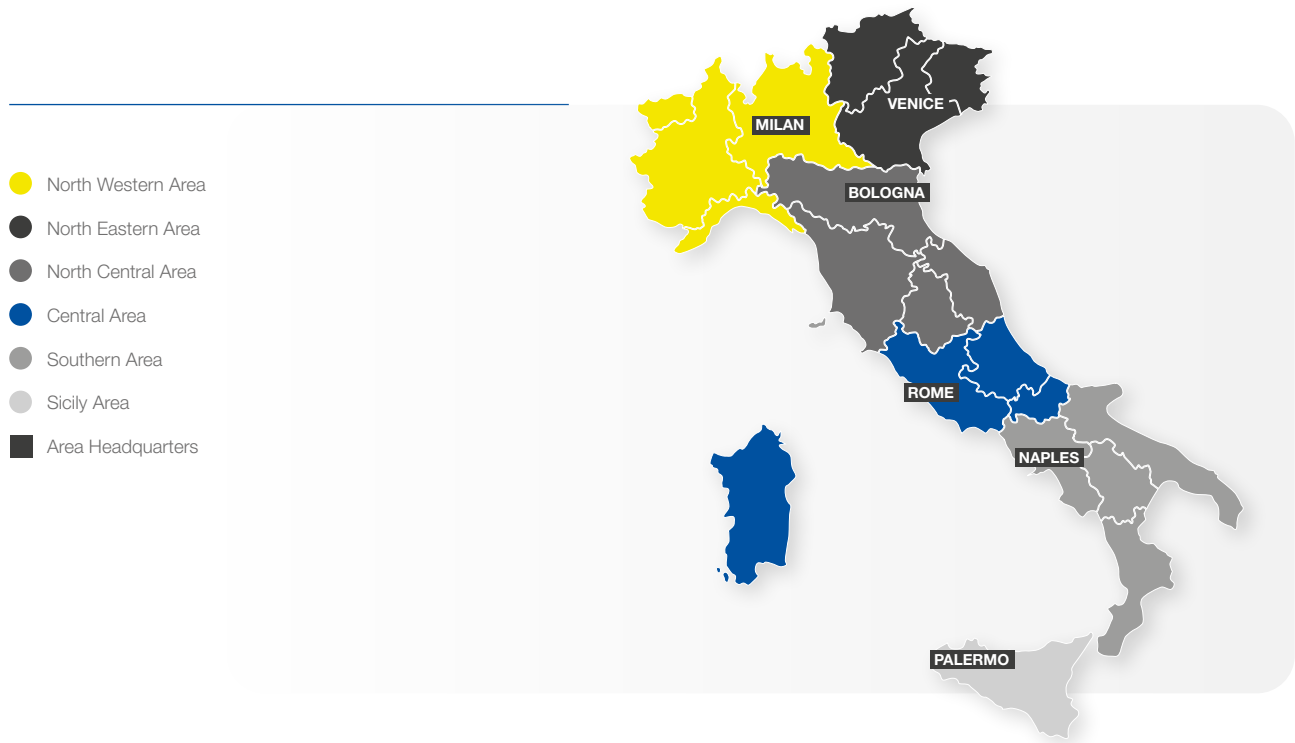 North Western Area
North Eastern Area
North Central Area
Central Area
Southern Area
Sicily Area
Area Headquarters
VENICE
MILAN
BOLOGNA
ROME
NAPLES
PALERMO